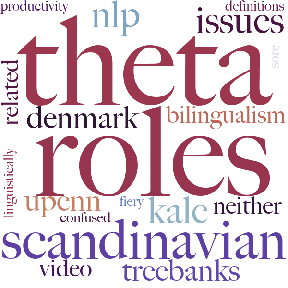 productivity
definitions
nlp
issues
theta
sore
related
denmark
bilingualism
roles
linguistically
upenn
fiery
kale
neither
confused
scandinavian
video
treebanks